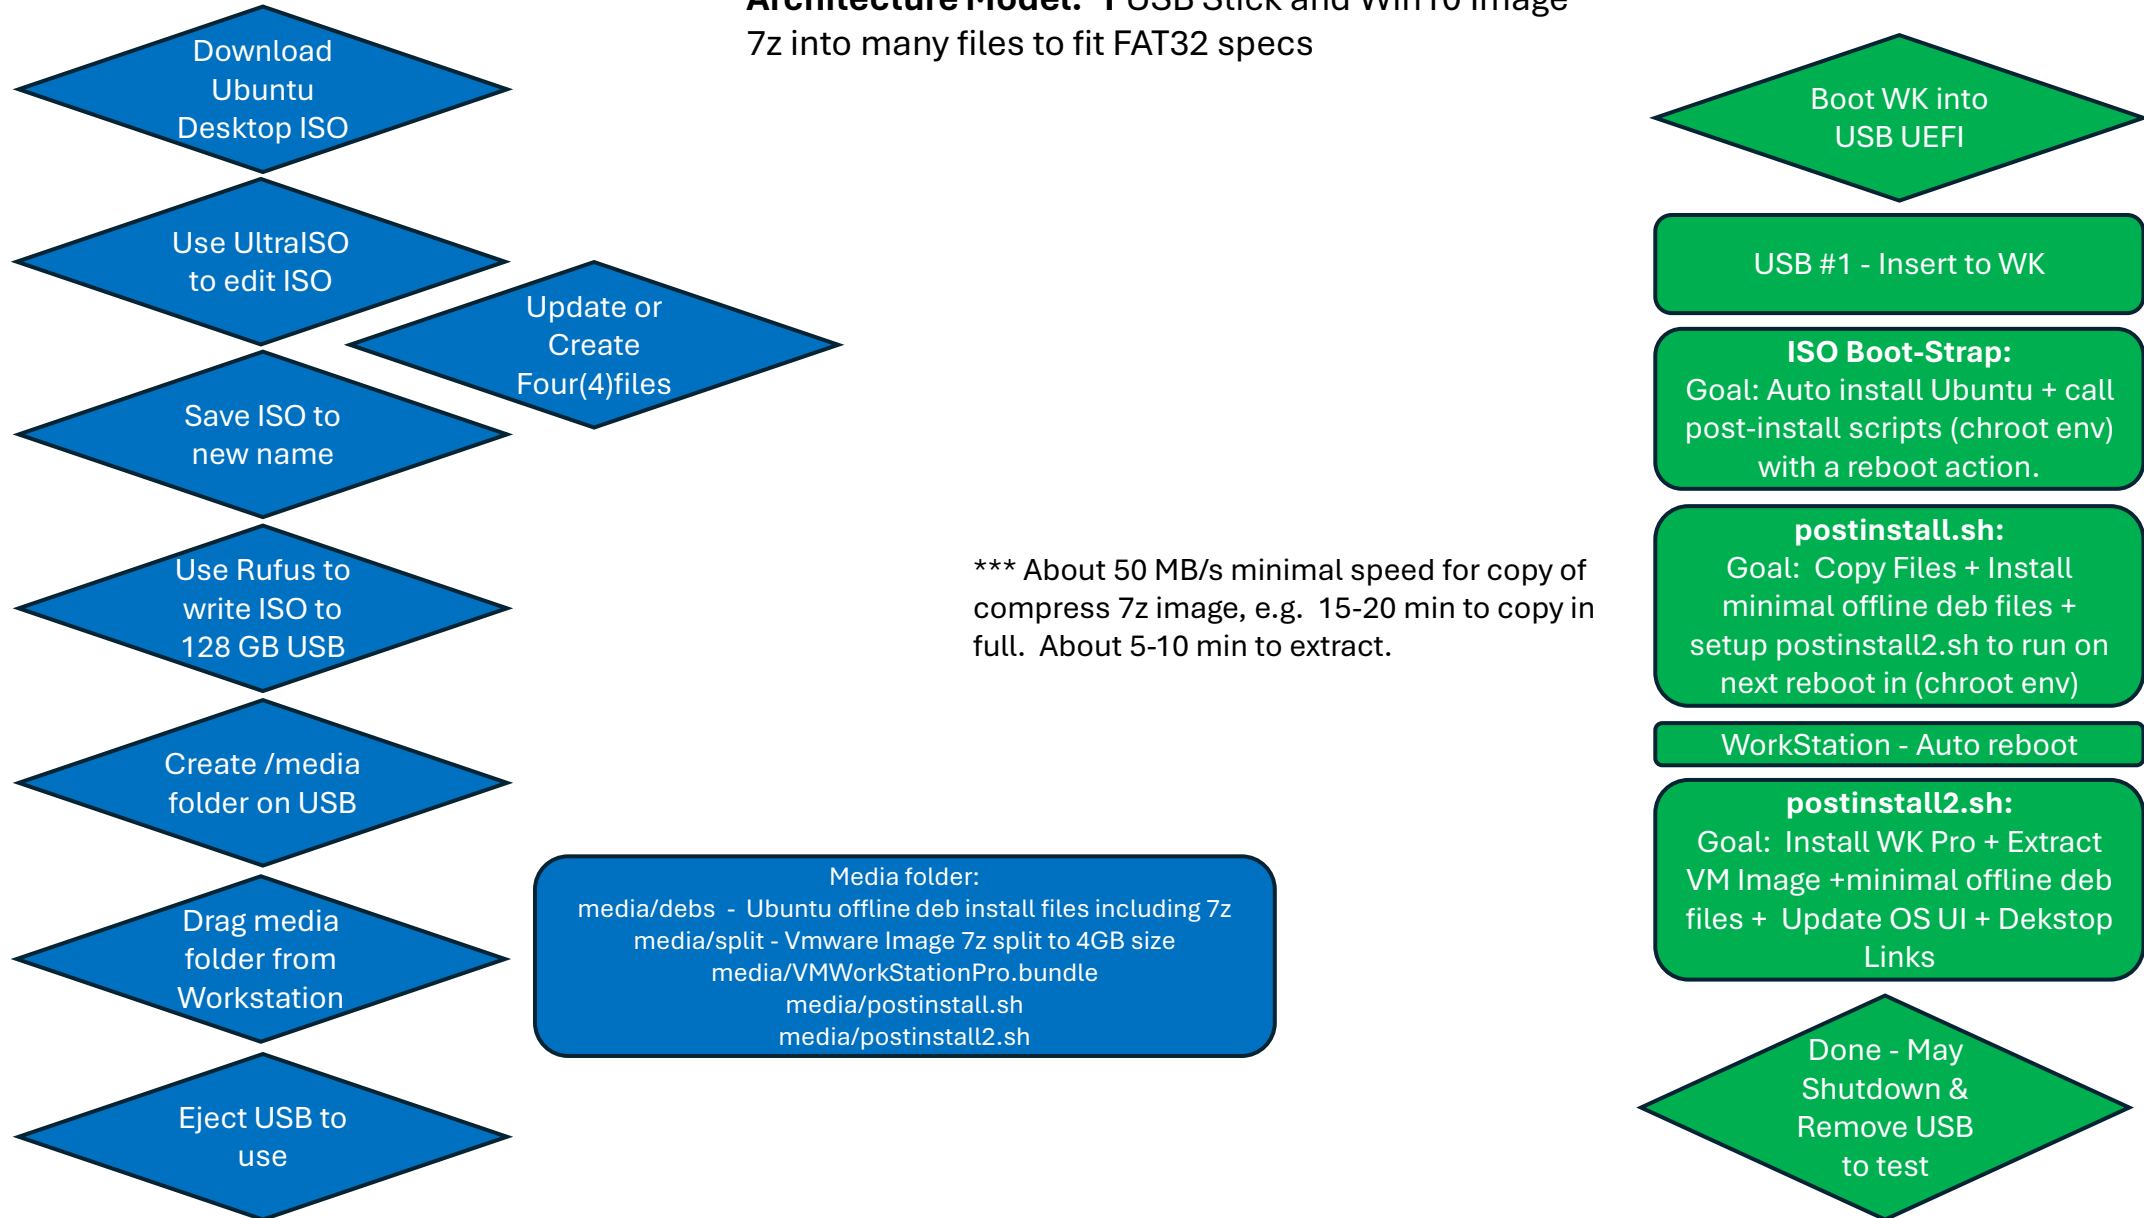 Architecture Model: 1 USB Stick and Win10 Image
7z into many files to fit FAT32 specs
Download
Ubuntu
Desktop ISO
Use UltraISO
to edit ISO
Update or
Create
Four(4)files
Save ISO to
new name
Use Rufus to
write ISO to
128 GB USB
Create /media
folder on USB
Drag media
folder from
Workstation
Eject USB to
use
Media folder:
media/debs - Ubuntu offline deb install files including 7z
media/split - Vmware Image 7z split to 4GB size
media/VMWorkStationPro.bundle
media/postinstall.sh
media/postinstall2.sh
*** About 50 MB/s minimal speed for copy of
compress 7z image, e.g. 15-20 min to copy in
full. About 5-10 min to extract.
Boot WK into
USB UEFI
USB #1 - Insert to WK
ISO Boot-Strap:
Goal: Auto install Ubuntu + call
post-install scripts (chroot env)
with a reboot action.
postinstall.sh:
Goal: Copy Files + Install
minimal offline deb files +
setup postinstall2.sh to run on
next reboot in (chroot env)
WorkStation - Auto reboot
postinstall2.sh:
Goal: Install WK Pro + Extract
VM Image +minimal offline deb
files + Update OS UI + Dekstop
Links
Done - May
Shutdown &
Remove USB
to test